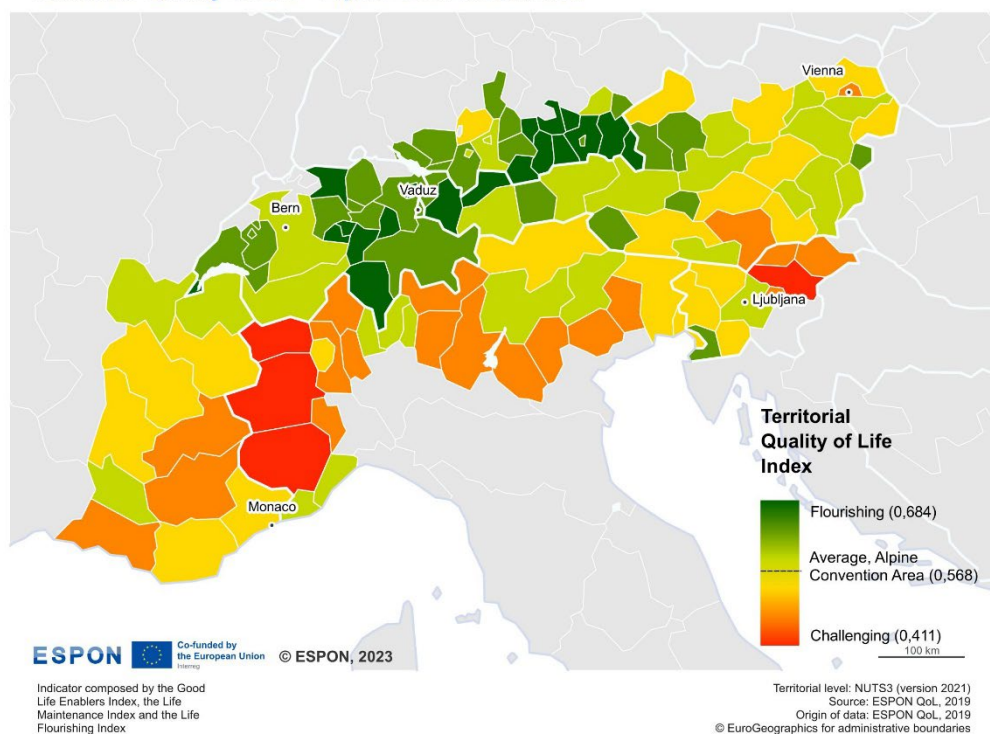 Vienna
Vaduz
Bern
Ljubljana
Monaco
Territorial
Quality of Life
Index
Flourishing (0,684)
Average, Alpine
Convention Area (0,568)
Challenging (0,411)
100 km
ESPON
Co-funded by
the European Union
Interreg
© ESPON, 2023
Indicator composed by the Good
Life Enablers Index, the Life
Maintenance Index and the Life
Flourishing Index
Territorial level: NUTS3 (version 2021)
Source: ESPON QoL, 2019
Origin of data: ESPON QoL, 2019
© EuroGeographics for administrative boundaries